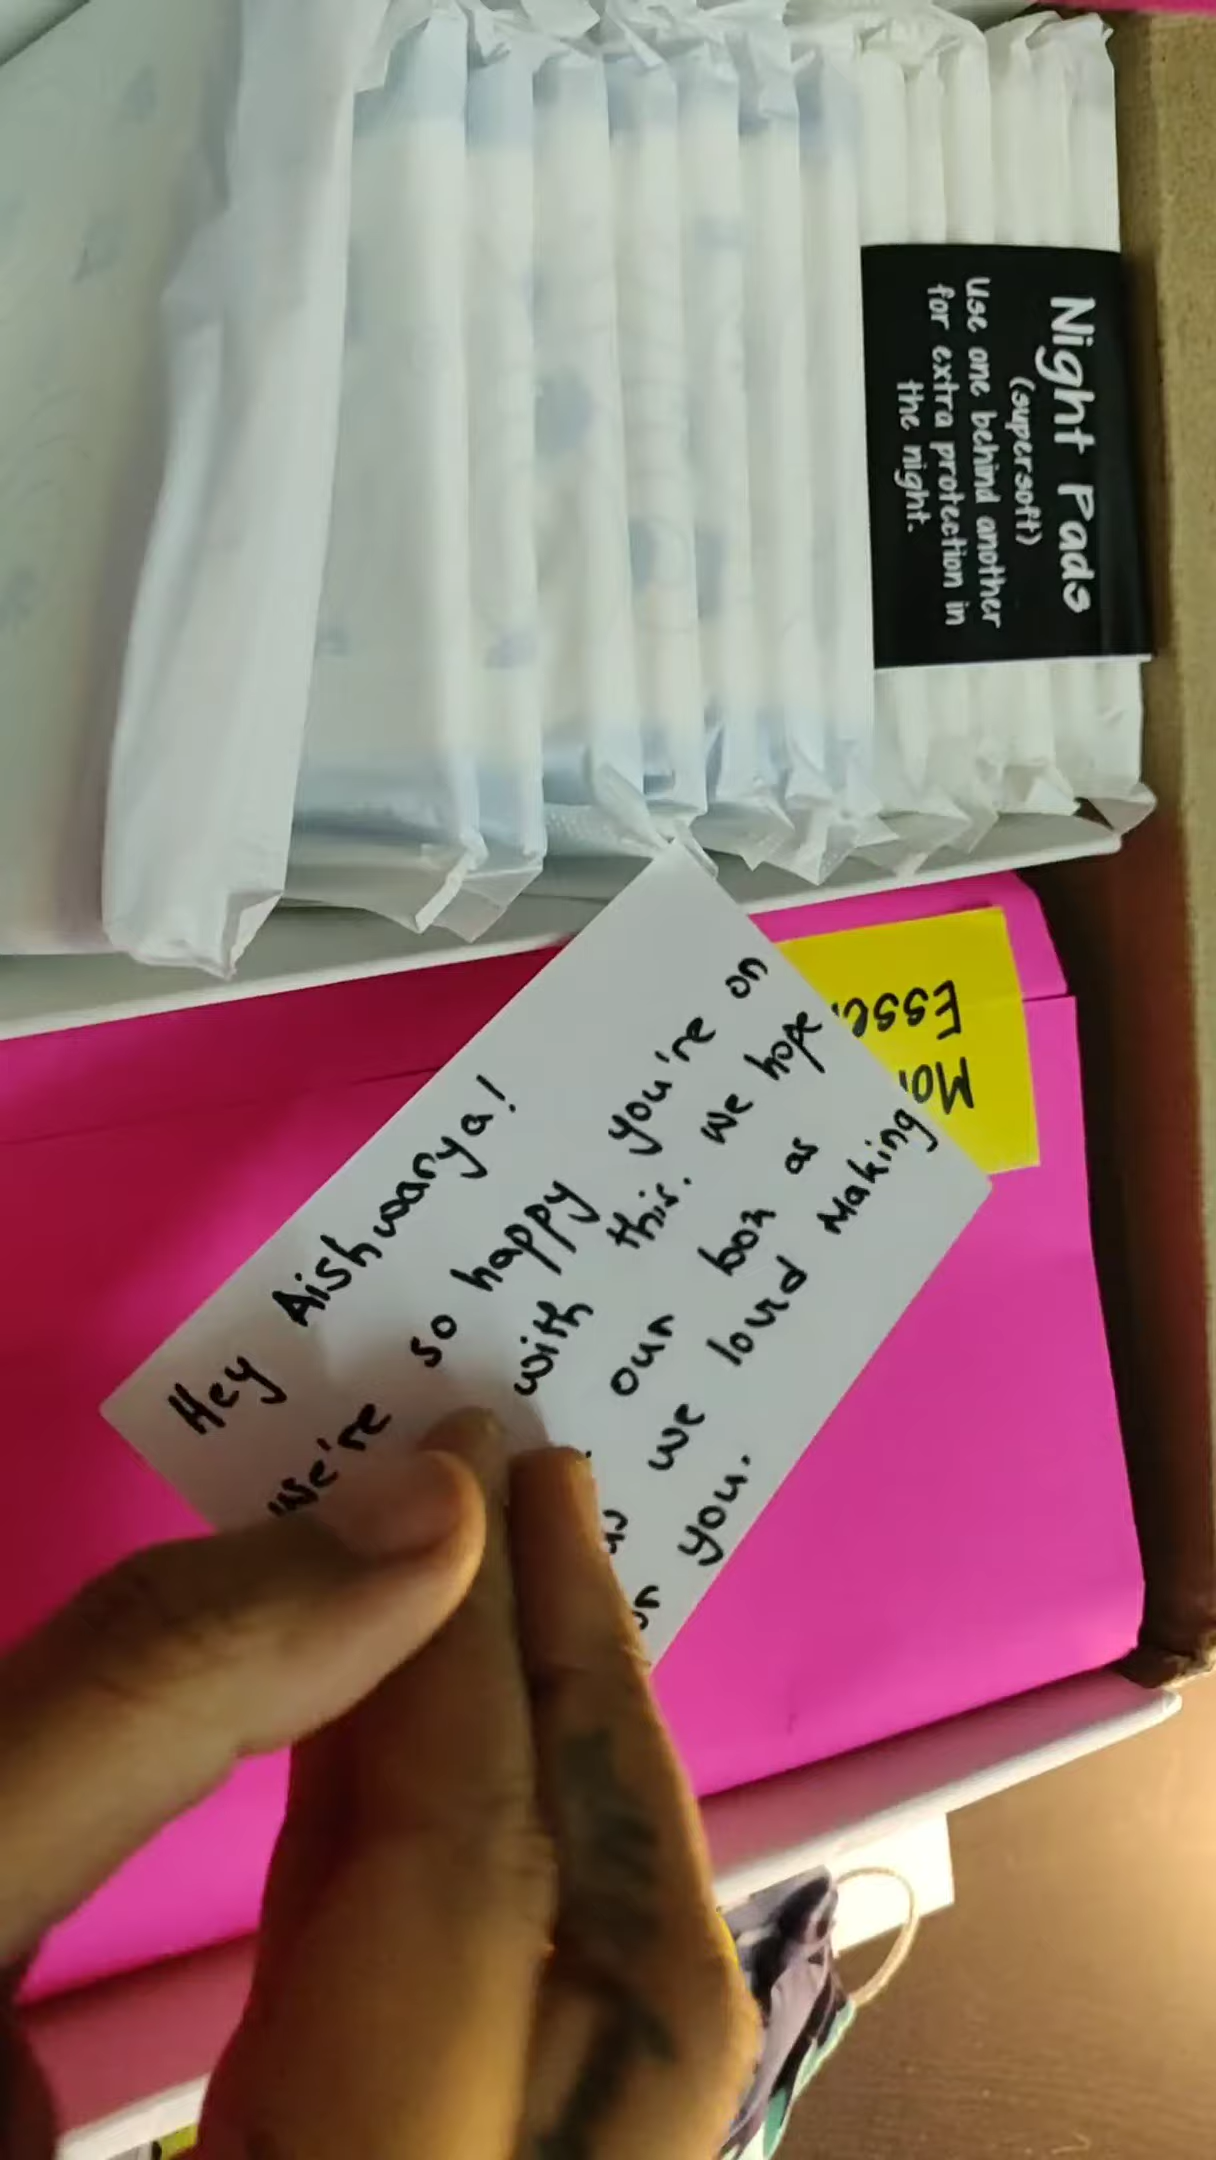 Night Pads
(supersoft)
Use one behind another
for extra protection in
the night.
Hey Aishwarya!
We're so happy you're on
with this. We hope
our box as
we lovrd Making
you.